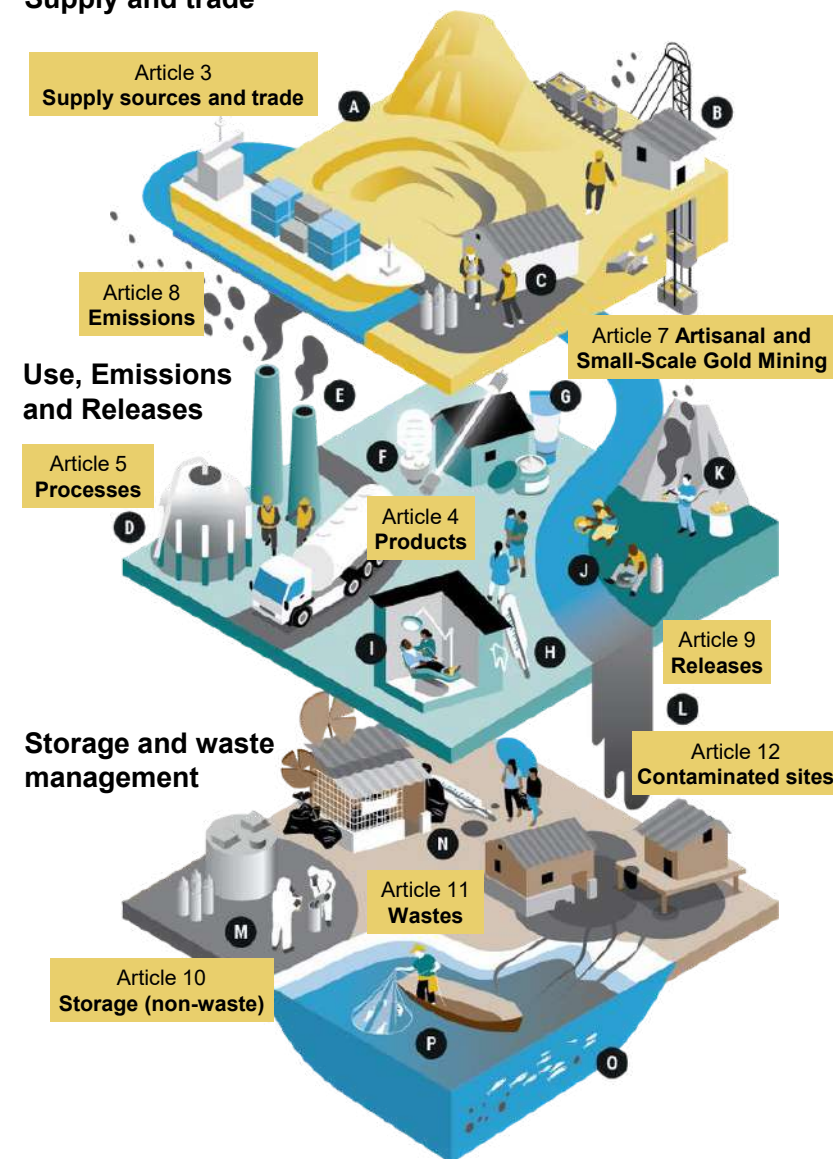 Supply and trade
Article 3
Supply sources and trade
A
B
C
Article 8
Emissions
Article 7 Artisanal and
Small-Scale Gold Mining
Use, Emissions
and Releases
E
G
F
K
Article 5
Processes
D
Article 4
Products
J
I
H
Article 9
Releases
L
Storage and waste
management
Article 12
Contaminated sites
N
Article 11
Wastes
M
Article 10
Storage (non-waste)
P
O